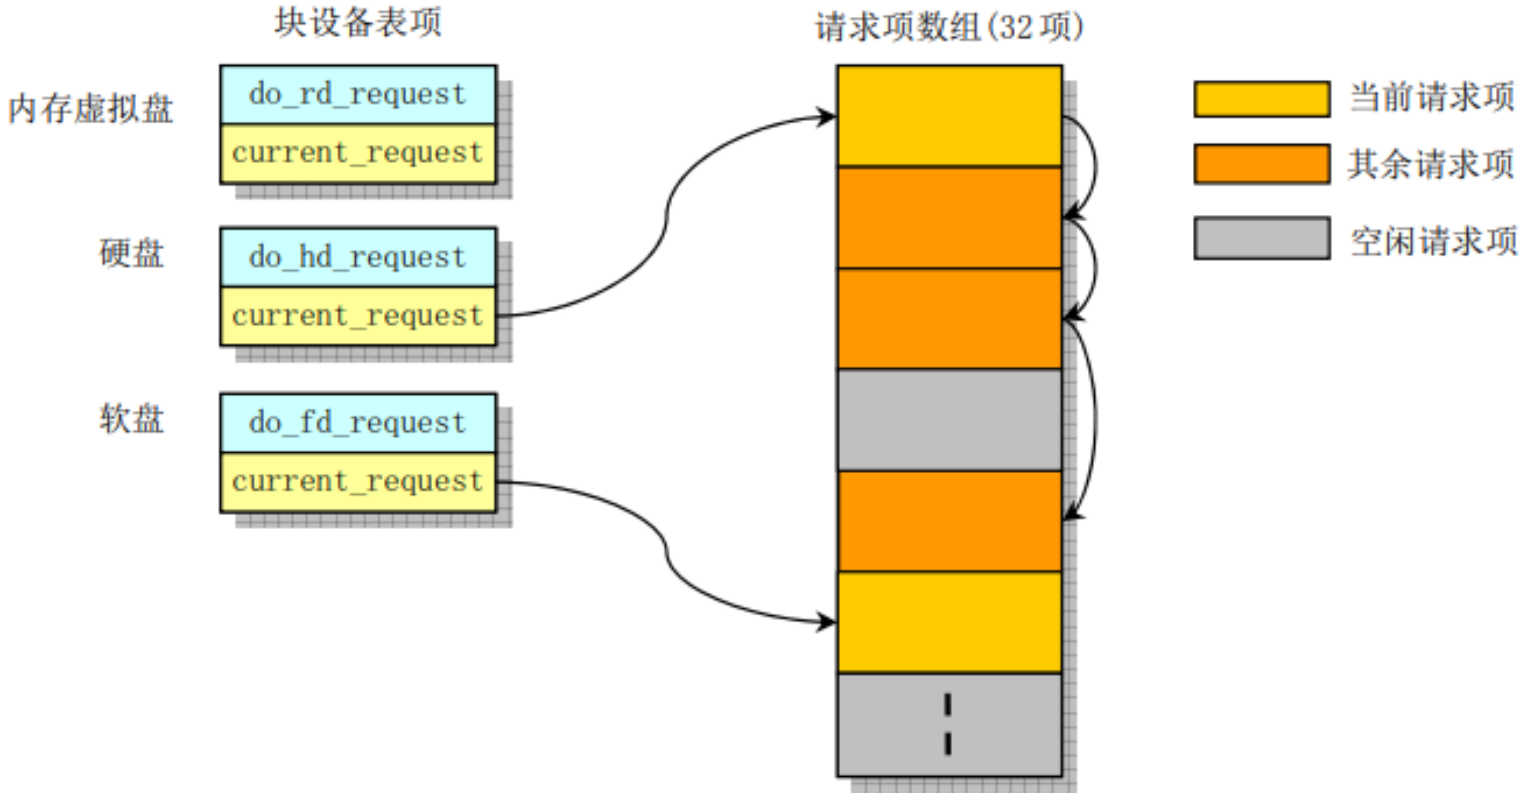 块设备表项
请求项数组(32项)
内存虚拟盘
do_rd_request
current_request
硬盘
do_hd_request
current_request
软盘
do_fd_request
current_request
当前请求项
其余请求项
空闲请求项